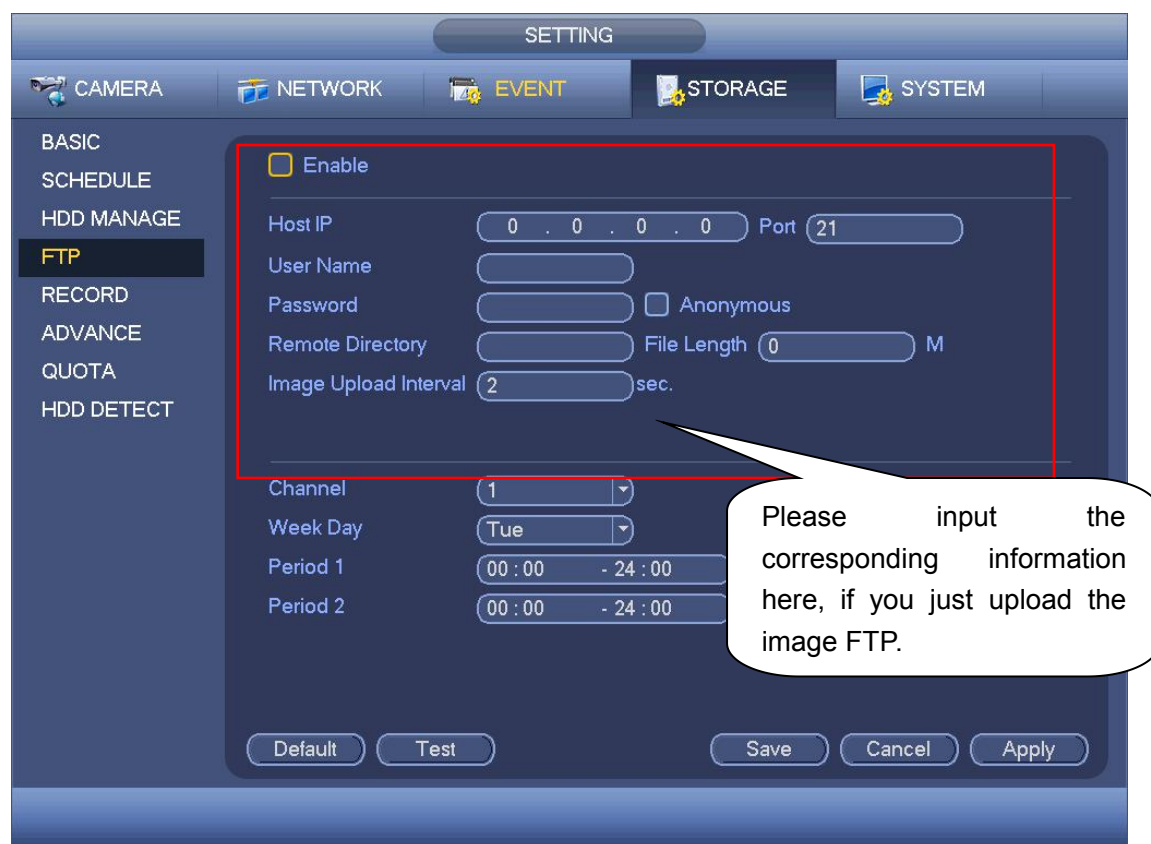 SETTING
CAMERA NETWORK EVENT STORAGE SYSTEM
BASIC
SCHEDULE
HDD MANAGE
FTP
RECORD
ADVANCE
QUOTA
HDD DETECT
Enable
Host IP 0 . 0 . 0 . 0 Port 21
User Name
Password Anonymous
Remote Directory File Length 0 M
Image Upload Interval 2 sec.
Channel 1
Week Day Tue
Period 1 00 : 00 - 24 : 00
Period 2 00 : 00 - 24 : 00
Please input the
corresponding information
here, if you just upload the
image FTP.
Default Test Save Cancel Apply